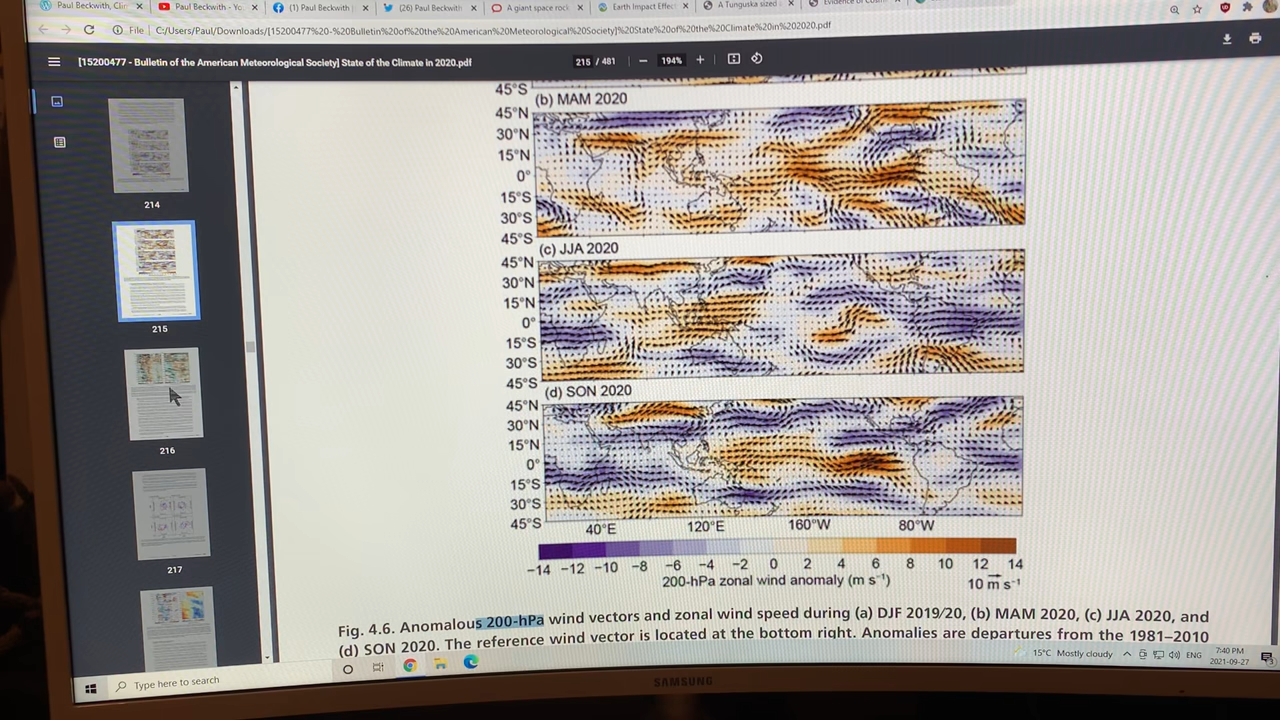 Paul Beckwith, Clim
Paul Beckwith - Yo
(1) Paul Beckwith
(26) Paul Beckwith
A giant space rock
Earth Impact Effec
A Tunguska sized
File
C:/Users/Paul/Downloads/[15200477%20-%20Bulletin%20of%20the%20American%20Meteorological%20Society]%20State%20of%20the%20Climate%20in%202020.pdf
[15200477 - Bulletin of the American Meteorological Society] State of the Climate in 2020.pdf
215 / 481
194%
214
215
216
217
45°S
(b) MAM 2020
45°N
30°N
15°N
0°
15°S
30°S
45°S
(c) JJA 2020
45°N
30°N
15°N
0°
15°S
30°S
45°S
(d) SON 2020
45°N
30°N
15°N
0°
15°S
30°S
45°S
40°E 120°E 160°W 80°W
−14 −12 −10 −8 −6 −4 −2 0 2 4 6 8 10 12 14
200-hPa zonal wind anomaly (m s⁻¹) 10 m s⁻¹
Fig. 4.6. Anomalous 200-hPa wind vectors and zonal wind speed during (a) DJF 2019/20, (b) MAM 2020, (c) JJA 2020, and
(d) SON 2020. The reference wind vector is located at the bottom right. Anomalies are departures from the 1981–2010
Type here to search
15°C Mostly cloudy
ENG
7:40 PM
2021-09-27
SAMSUNG